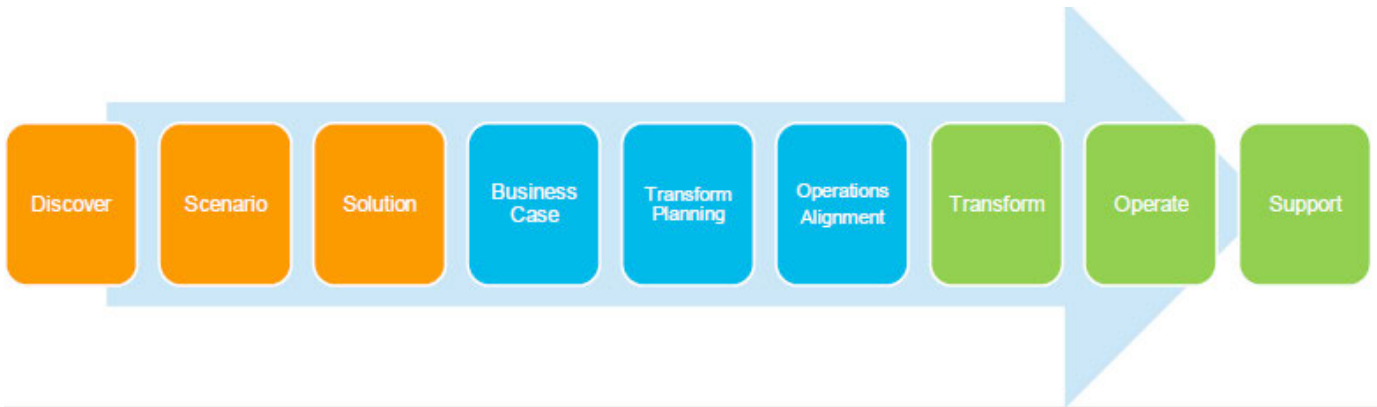 Discover
Scenario
Solution
Business
Case
Transform
Planning
Operations
Alignment
Transform
Operate
Support